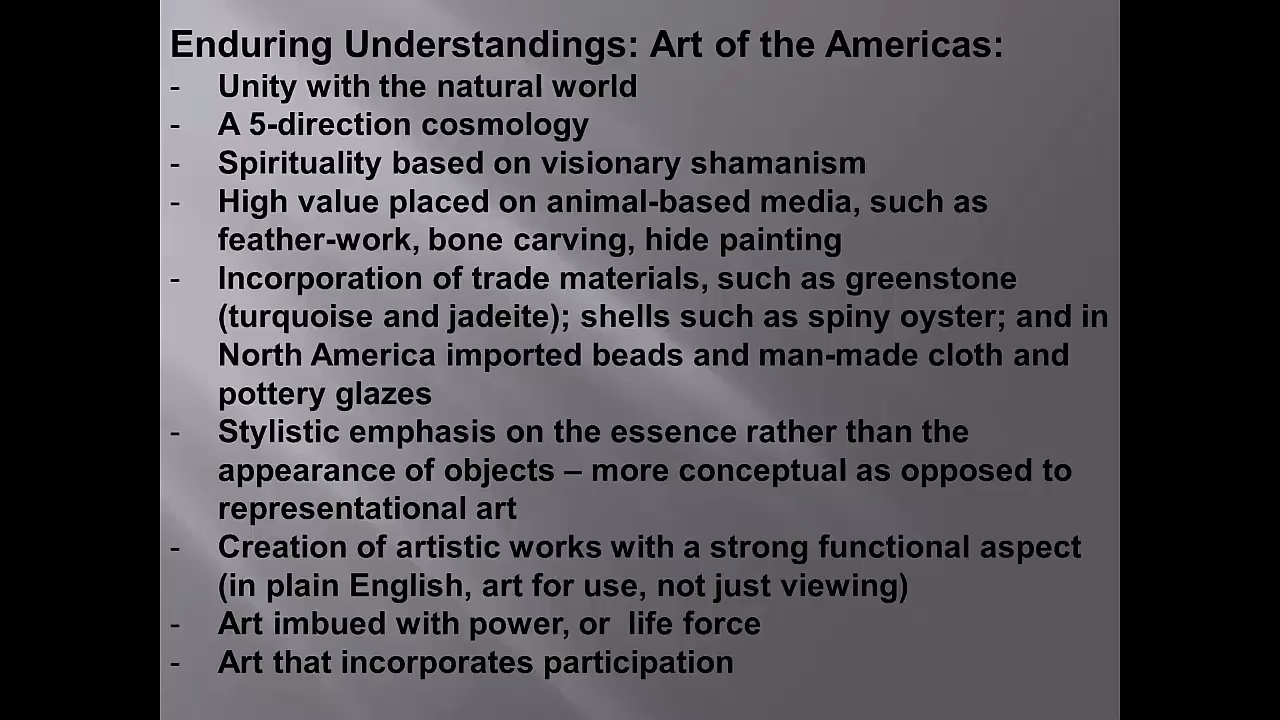 Enduring Understandings: Art of the Americas:
- Unity with the natural world
- A 5-direction cosmology
- Spirituality based on visionary shamanism
- High value placed on animal-based media, such as
feather-work, bone carving, hide painting
- Incorporation of trade materials, such as greenstone
(turquoise and jadeite); shells such as spiny oyster; and in
North America imported beads and man-made cloth and
pottery glazes
- Stylistic emphasis on the essence rather than the
appearance of objects – more conceptual as opposed to
representational art
- Creation of artistic works with a strong functional aspect
(in plain English, art for use, not just viewing)
- Art imbued with power, or  life force
- Art that incorporates participation